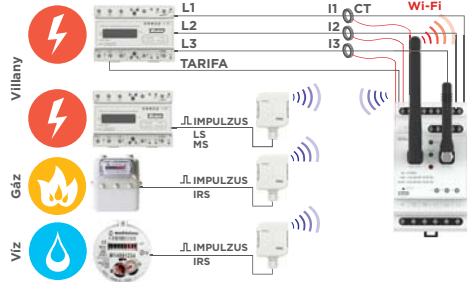 Wi-Fi
L1 I1 CT
L2 I2
L3 I3
TARIFA
Villany
IMPULZUS
LS
MS
Gáz
IMPULZUS
IRS
Víz
IMPULZUS
IRS